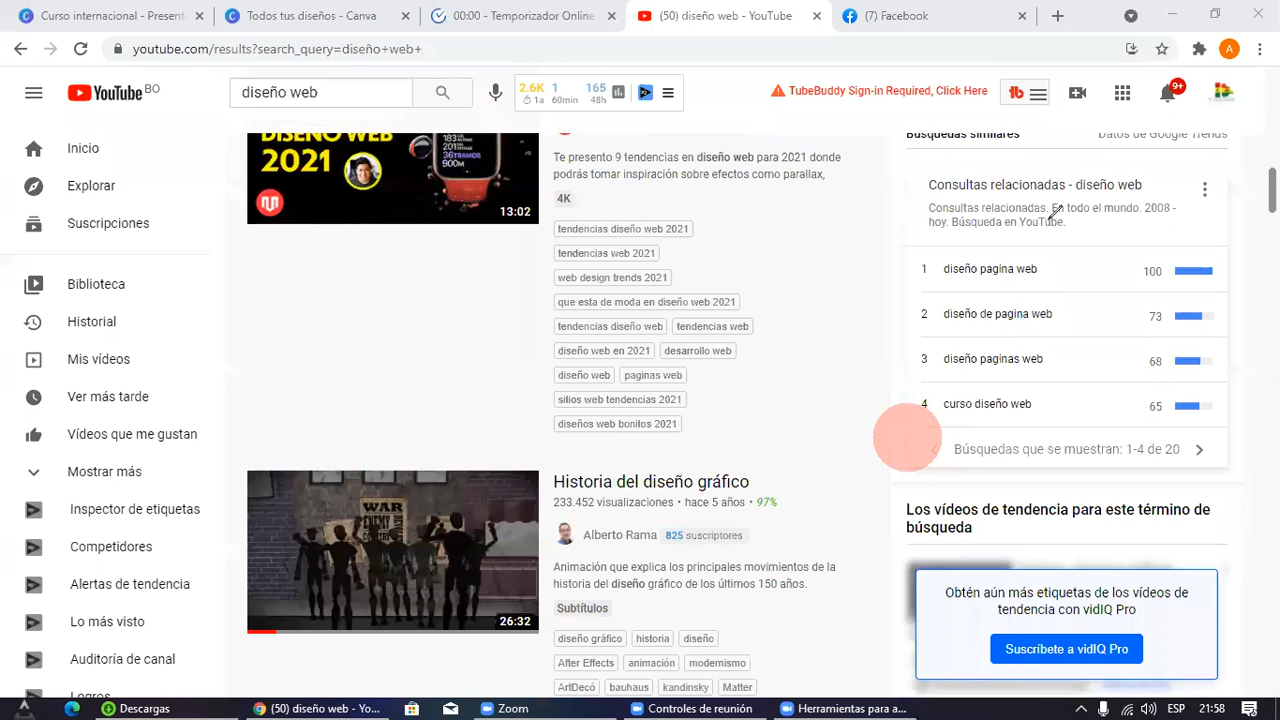 Curso internacional - Present
Todos tus diseños - Canva
00:00 - Temporizador Online
(50) diseño web - YouTube
(7) Facebook
youtube.com/results?search_query=diseño+web+
A
YouTube BO
diseño web
2.6K 1 165
1a 60min 48h
TubeBuddy Sign-in Required, Click Here
tb
9+
Inicio
Explorar
Suscripciones
Biblioteca
Historial
Mis vídeos
Ver más tarde
Vídeos que me gustan
Mostrar más
Inspector de etiquetas
Competidores
Alertas de tendencia
Lo más visto
Auditoría de canal
Logros
DISEÑO WEB
2021
13:02
Te presento 9 tendencias en diseño web para 2021 donde
podrás tomar inspiración sobre efectos como parallax,
4K
tendencias diseño web 2021
tendencias web 2021
web design trends 2021
que esta de moda en diseño web 2021
tendencias diseño web tendencias web
diseño web en 2021 desarrollo web
diseño web paginas web
sitios web tendencias 2021
diseños web bonitos 2021
WAR
26:32
Historia del diseño gráfico
233.452 visualizaciones • hace 5 años • 97%
Alberto Rama 825 suscriptores
Animación que explica los principales movimientos de la
historia del diseño gráfico de los últimos 150 años.
Subtítulos
diseño gráfico historia diseño
After Effects animación modernismo
ArtDecó bauhaus kandinsky Matter
Búsquedas similares Datos de Google Trends
Consultas relacionadas - diseño web
Consultas relacionadas. En todo el mundo. 2008 -
hoy. Búsqueda en YouTube.
1 diseño pagina web 100
2 diseño de pagina web 73
3 diseño paginas web 68
4 curso diseño web 65
Búsquedas que se muestran: 1-4 de 20
Los vídeos de tendencia para este término de
búsqueda
Obtén aún más etiquetas de los vídeos de
tendencia con vidIQ Pro
Suscríbete a vidIQ Pro
Descargas
(50) diseño web - Yo...
Zoom
Controles de reunión
Herramientas para a...
ESP
21:58